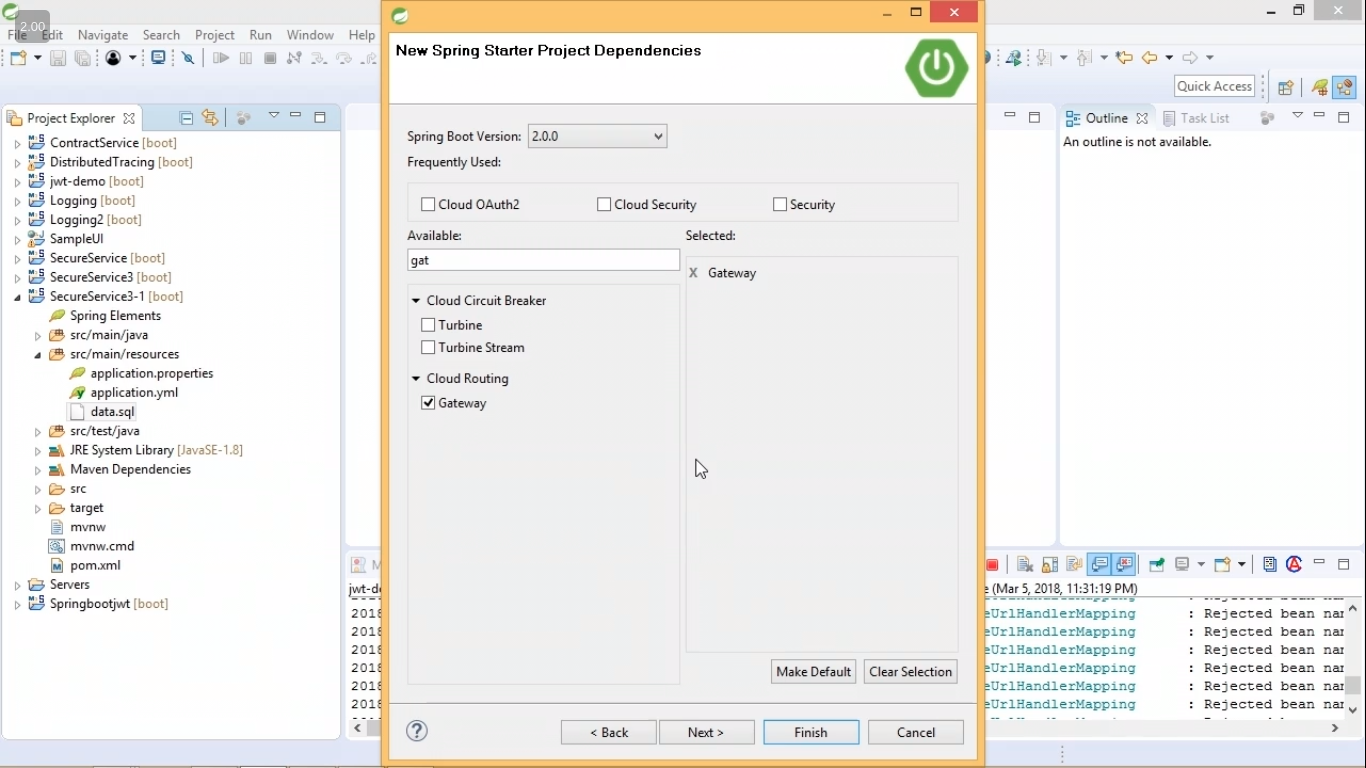 2.00
File Edit Navigate Search Project Run Window Help
New Spring Starter Project Dependencies
Quick Access
Project Explorer
ContractService [boot]
DistributedTracing [boot]
jwt-demo [boot]
Logging [boot]
Logging2 [boot]
SampleUI
SecureService [boot]
SecureService3 [boot]
SecureService3-1 [boot]
Spring Elements
src/main/java
src/main/resources
application.properties
application.yml
data.sql
src/test/java
JRE System Library [JavaSE-1.8]
Maven Dependencies
src
target
mvnw
mvnw.cmd
pom.xml
Servers
Springbootjwt [boot]
Spring Boot Version: 2.0.0
Frequently Used:
Cloud OAuth2 Cloud Security Security
Available: Selected:
gat
X Gateway
Cloud Circuit Breaker
Turbine
Turbine Stream
Cloud Routing
Gateway
Make Default Clear Selection
< Back Next > Finish Cancel
Outline Task List
An outline is not available.
jwt-de e (Mar 5, 2018, 11:31:19 PM)
2018 eUrlHandlerMapping : Rejected bean nam
2018 eUrlHandlerMapping : Rejected bean nam
2018 eUrlHandlerMapping : Rejected bean nam
2018 eUrlHandlerMapping : Rejected bean nam
2018 eUrlHandlerMapping : Rejected bean nam
2018 eUrlHandlerMapping : Rejected bean nam